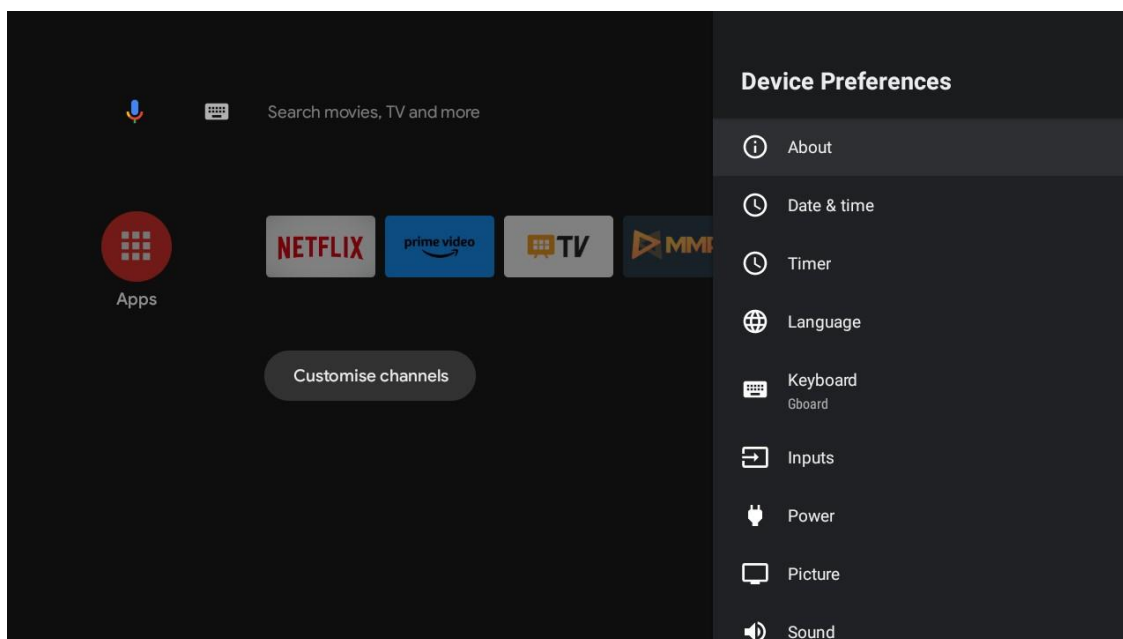 Search movies, TV and more
NETFLIX
prime video
TV
MMP
Apps
Customise channels
Device Preferences
About
Date & time
Timer
Language
Keyboard
Gboard
Inputs
Power
Picture
Sound